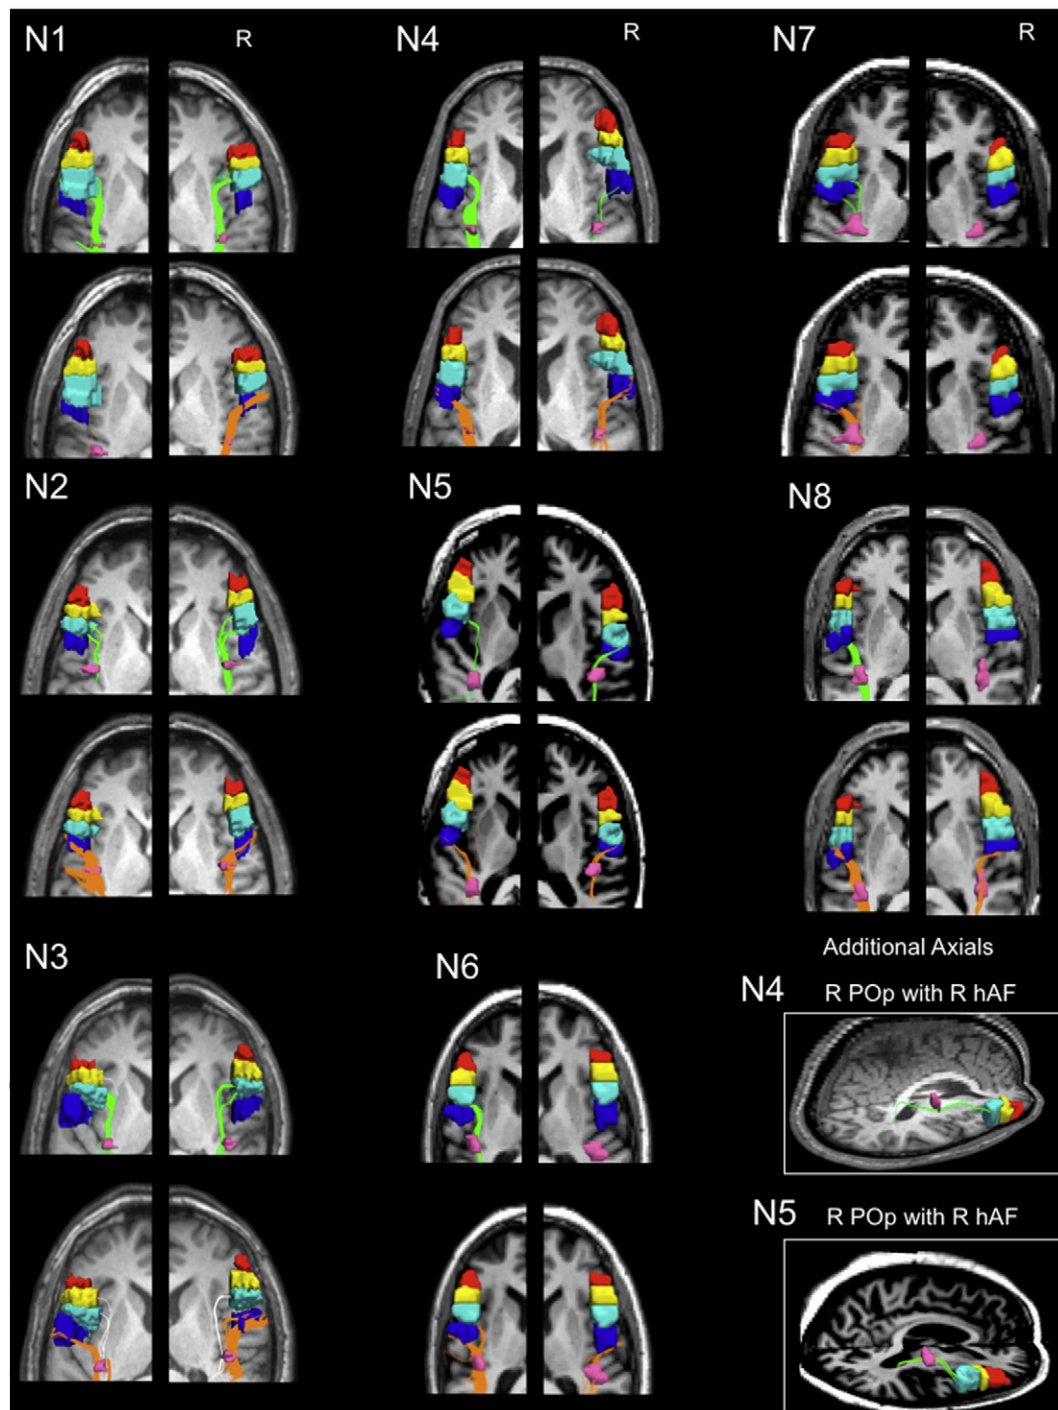 N1 R
N4 R
N7 R
N2
N5
N8
N3
N6
Additional Axials
N4 R POp with R hAF
N5 R POp with R hAF